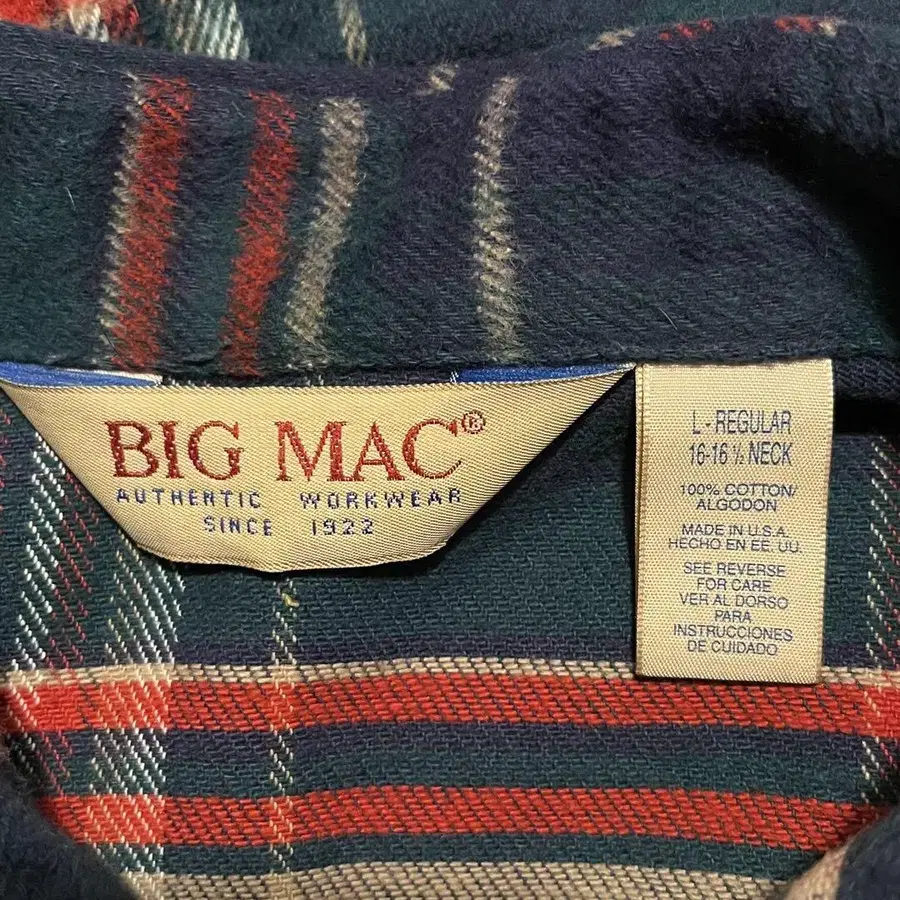 BIG MAC®
AUTHENTIC WORKWEAR
SINCE 1922
L - REGULAR
16-16 ½ NECK
100% COTTON/
ALGODON
MADE IN U.S.A.
HECHO EN EE. UU.
SEE REVERSE
FOR CARE
VER AL DORSO
PARA
INSTRUCCIONES
DE CUIDADO